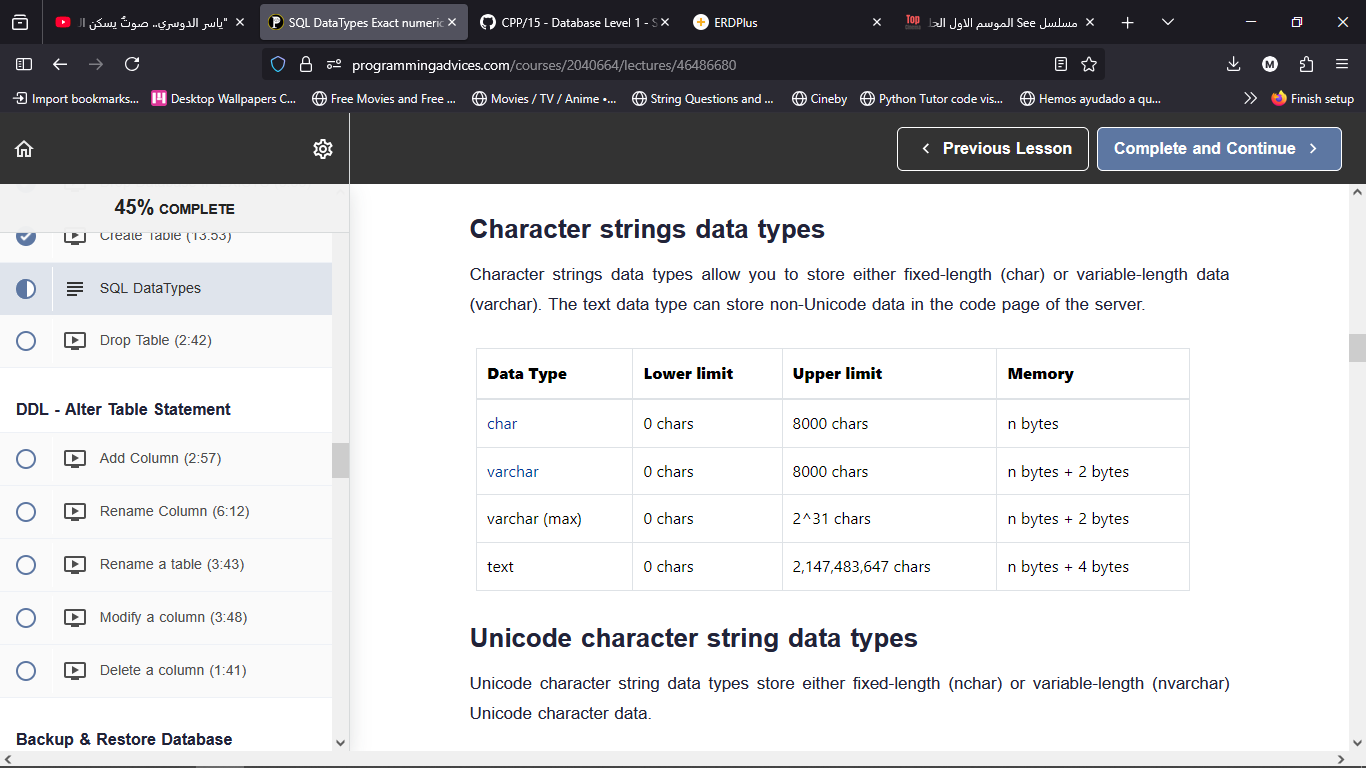 "ياسر الدوسري.. صوتٌ يسكن ال
SQL DataTypes Exact numeric
CPP/15 - Database Level 1 - S
ERDPlus
مسلسل See الموسم الاول الحل
programmingadvices.com/courses/2040664/lectures/46486680
Import bookmarks...
Desktop Wallpapers C...
Free Movies and Free ...
Movies / TV / Anime •...
String Questions and ...
Cineby
Python Tutor code vis...
Hemos ayudado a qu...
Finish setup
Previous Lesson
Complete and Continue
45% COMPLETE
Create Table (13:53)
SQL DataTypes
Drop Table (2:42)
DDL - Alter Table Statement
Add Column (2:57)
Rename Column (6:12)
Rename a table (3:43)
Modify a column (3:48)
Delete a column (1:41)
Backup & Restore Database
Character strings data types
Character strings data types allow you to store either fixed-length (char) or variable-length data
(varchar). The text data type can store non-Unicode data in the code page of the server.
Data Type Lower limit Upper limit Memory
char 0 chars 8000 chars n bytes
varchar 0 chars 8000 chars n bytes + 2 bytes
varchar (max) 0 chars 2^31 chars n bytes + 2 bytes
text 0 chars 2,147,483,647 chars n bytes + 4 bytes
Unicode character string data types
Unicode character string data types store either fixed-length (nchar) or variable-length (nvarchar)
Unicode character data.